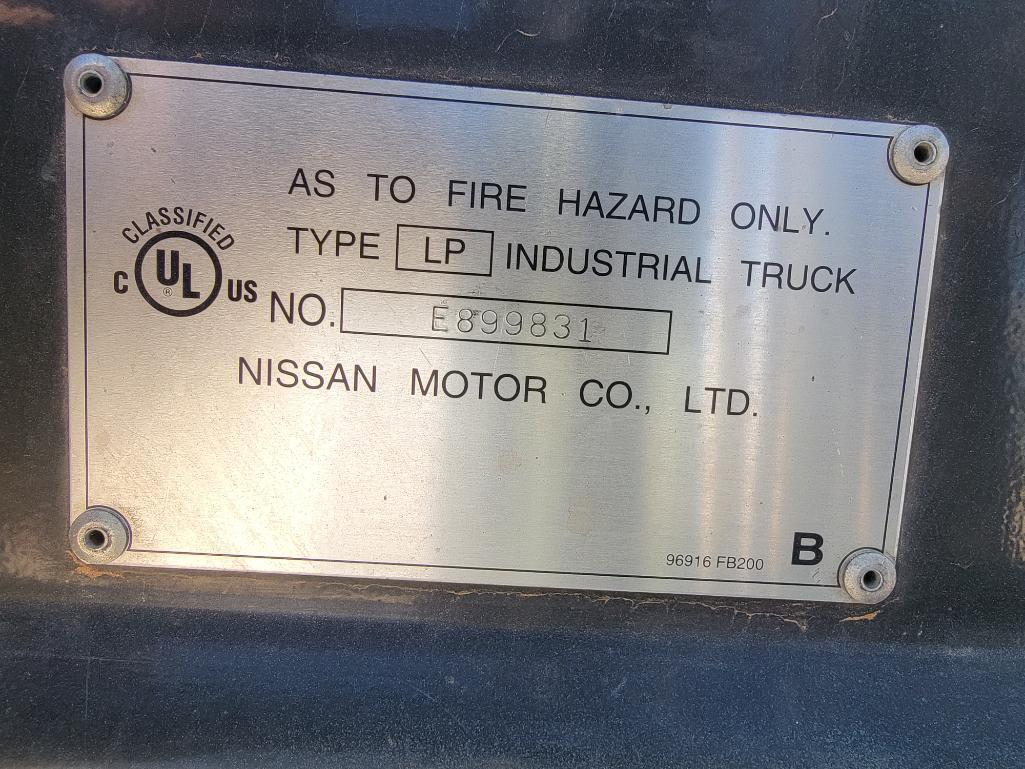 AS TO FIRE HAZARD ONLY.
CLASSIFIED
C UL ® US
TYPE LP INDUSTRIAL TRUCK
NO. E899831
NISSAN MOTOR CO., LTD.
96916 FB200 B